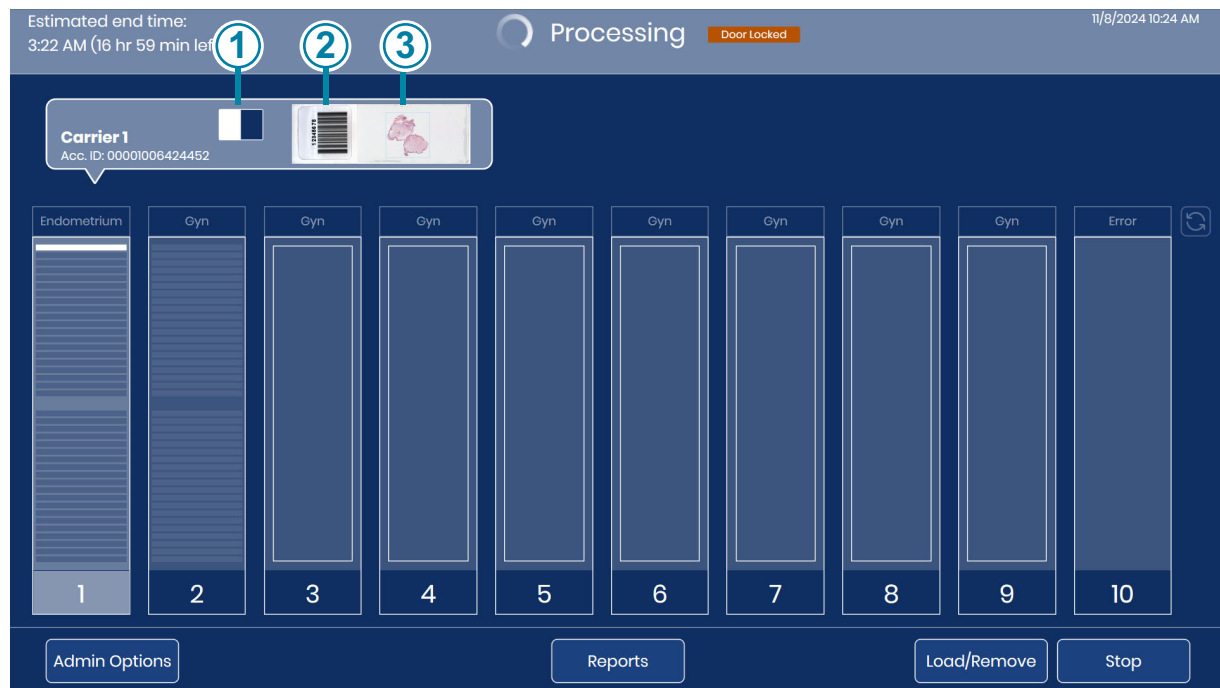 Estimated end time:
3:22 AM (16 hr 59 min lef
1
2
3
Processing
Door Locked
11/8/2024 10:24 AM
Carrier 1
Acc. ID: 00001006424452
12345678
Endometrium
Gyn
Gyn
Gyn
Gyn
Gyn
Gyn
Gyn
Gyn
Error
1
2
3
4
5
6
7
8
9
10
Admin Options
Reports
Load/Remove
Stop